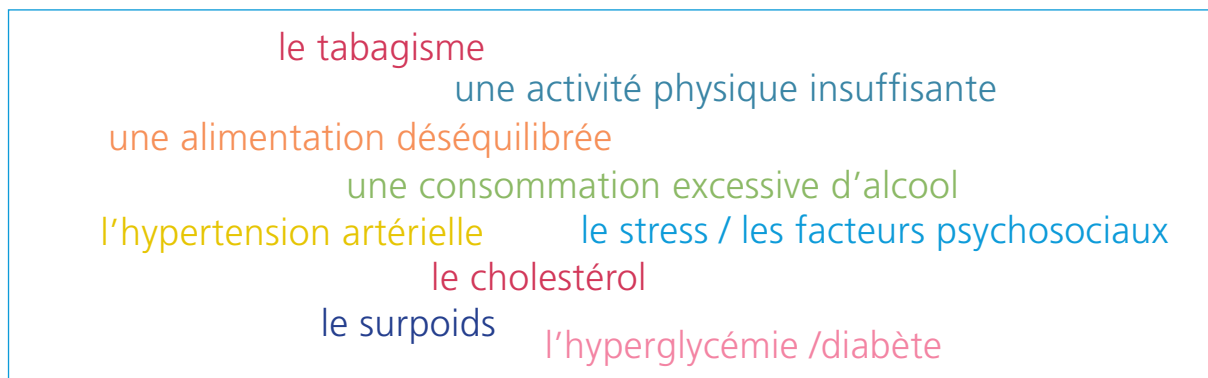 le tabagisme
une activité physique insuffisante
une alimentation déséquilibrée
une consommation excessive d’alcool
l’hypertension artérielle
le stress / les facteurs psychosociaux
le cholestérol
le surpoids
l’hyperglycémie /diabète